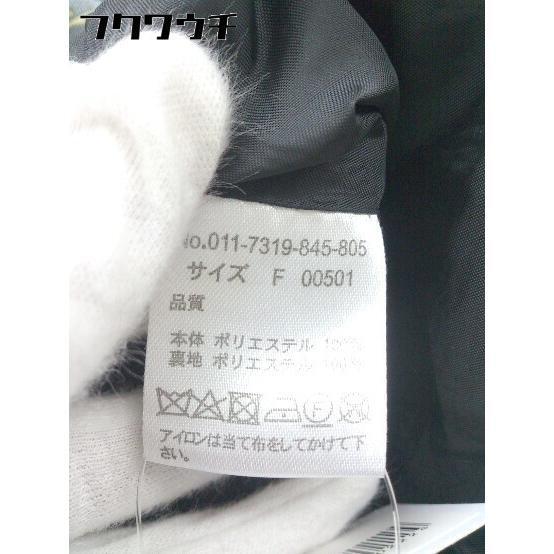 フクワウチ
No.011-7319-845-805
サイズ F 00501
品質
本体 ポリエステル 100%
裏地 ポリエステル 100%
アイロンは当て布をしてかけて下
さい。